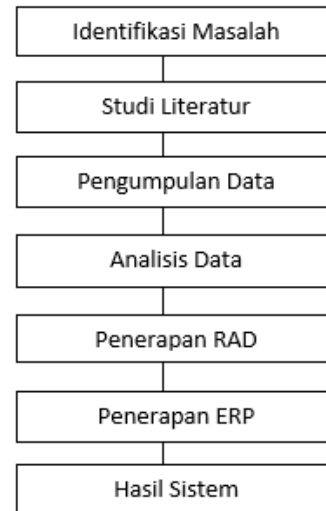 Identifikasi Masalah
Studi Literatur
Pengumpulan Data
Analisis Data
Penerapan RAD
Penerapan ERP
Hasil Sistem